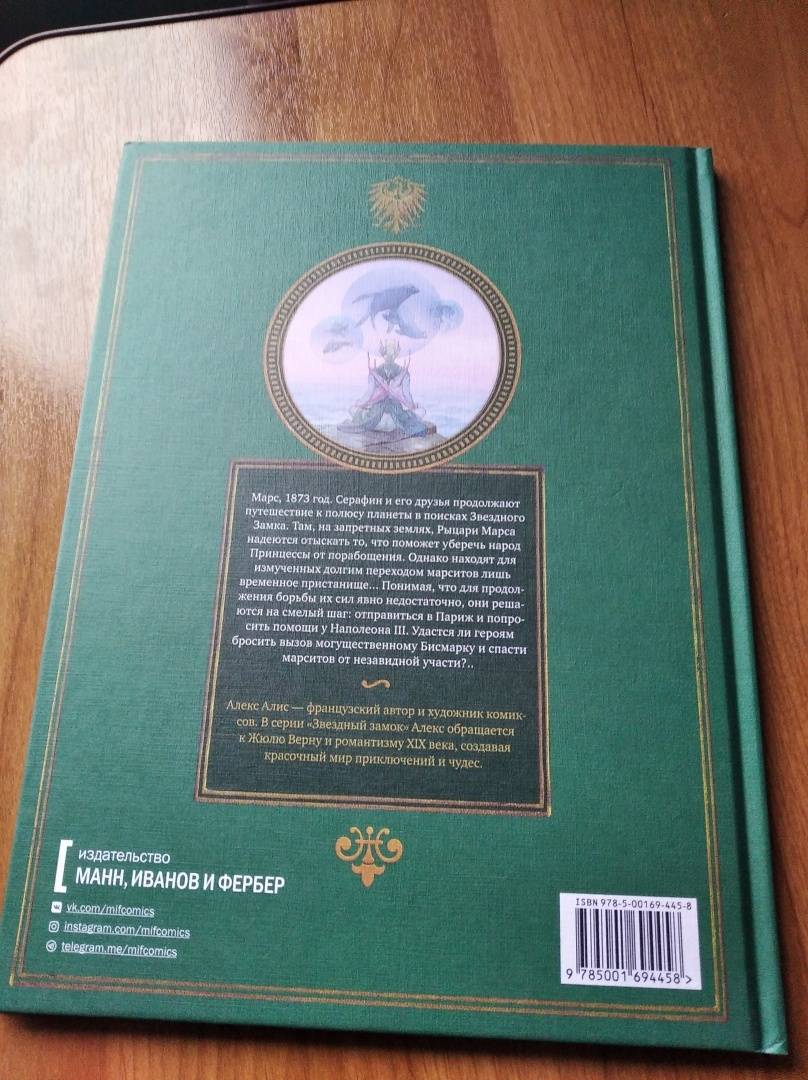 Марс, 1873 год. Серафин и его друзья продолжают
путешествие к полюсу планеты в поисках Звездного
Замка. Там, на запретных землях, Рыцари Марса
надеются отыскать то, что поможет уберечь народ
Принцессы от порабощения. Однако находят для
измученных долгим переходом марситов лишь
временное пристанище... Понимая, что для продол-
жения борьбы их сил явно недостаточно, они реша-
ются на смелый шаг: отправиться в Париж и попро-
сить помощи у Наполеона III. Удастся ли героям
бросить вызов могущественному Бисмарку и спасти
марситов от незавидной участи?..
Алекс Алис — французский автор и художник комик-
сов. В серии «Звездный замок» Алекс обращается
к Жюлю Верну и романтизму XIX века, создавая
красочный мир приключений и чудес.
издательство
МАНН, ИВАНОВ И ФЕРБЕР
vk.com/mifcomics
instagram.com/mifcomics
telegram.me/mifcomics
ISBN 978-5-00169-445-8
9 785001 694458 >